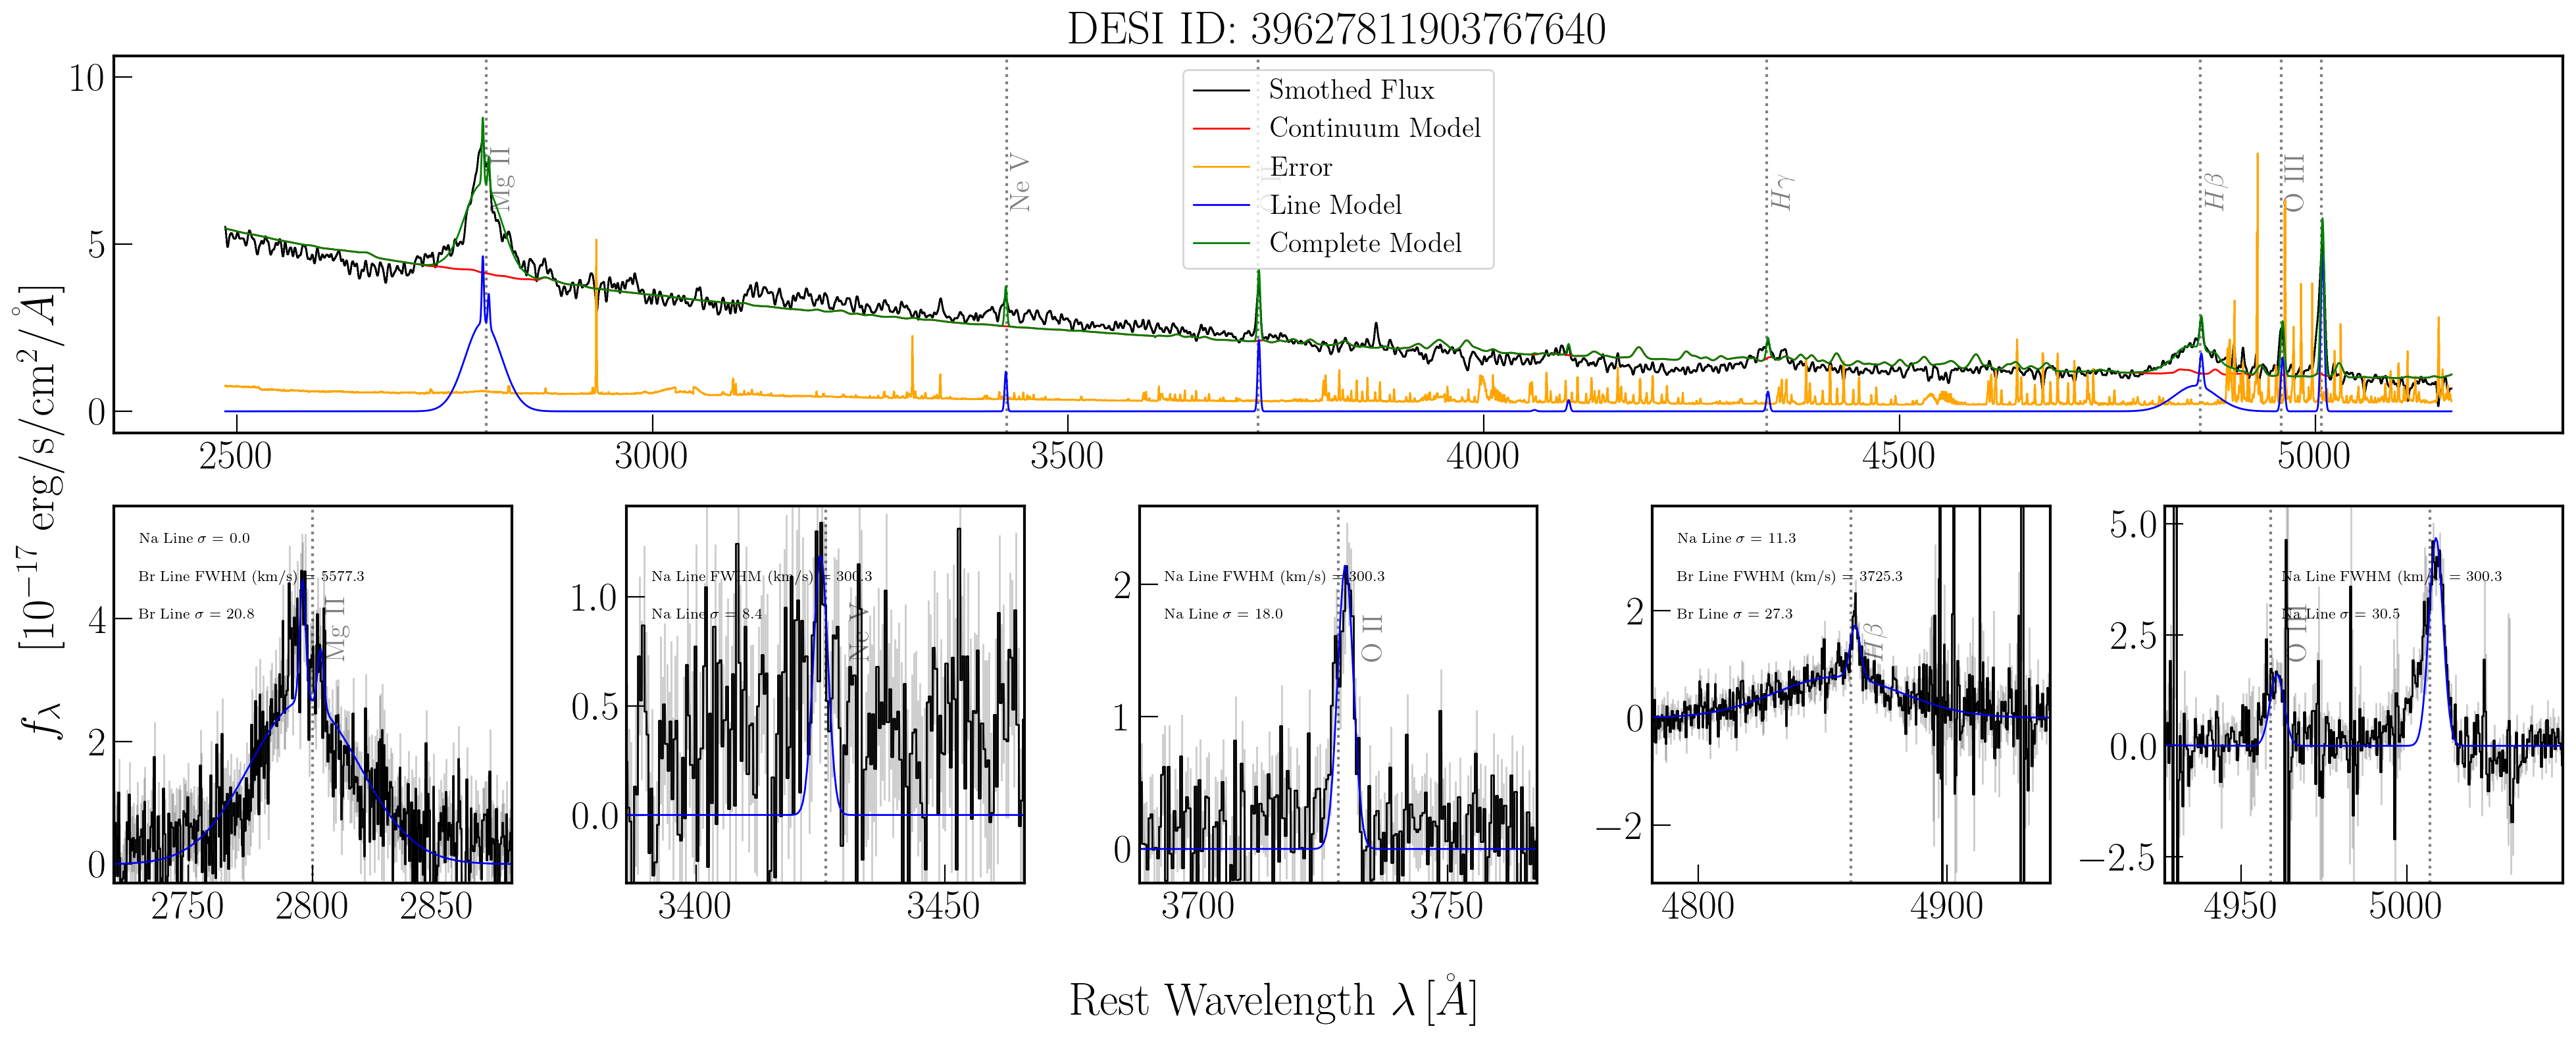 DESI ID: 39627811903767640
10
5
0
Smothed Flux
Continuum Model
Error
Line Model
Complete Model
Mg II
Ne V
Hγ
Hβ
O III
2500 3000 3500 4000 4500 5000
f_λ [10⁻¹⁷ erg/s/cm²/Å]
Na Line σ = 0.0
Br Line FWHM (km/s) = 5577.3
Br Line σ = 20.8
Mg II
4
2
0
2750 2800 2850
Na Line FWHM (km/s) = 300.3
Na Line σ = 8.4
Ne V
1.0
0.5
0.0
3400 3450
Na Line FWHM (km/s) = 300.3
Na Line σ = 18.0
O II
2
1
0
3700 3750
Na Line σ = 11.3
Br Line FWHM (km/s) = 3725.3
Br Line σ = 27.3
Hβ
2
0
−2
4800 4900
Na Line FWHM (km/s) = 300.3
Na Line σ = 30.5
O III
5.0
2.5
0.0
−2.5
4950 5000
Rest Wavelength λ [Å]